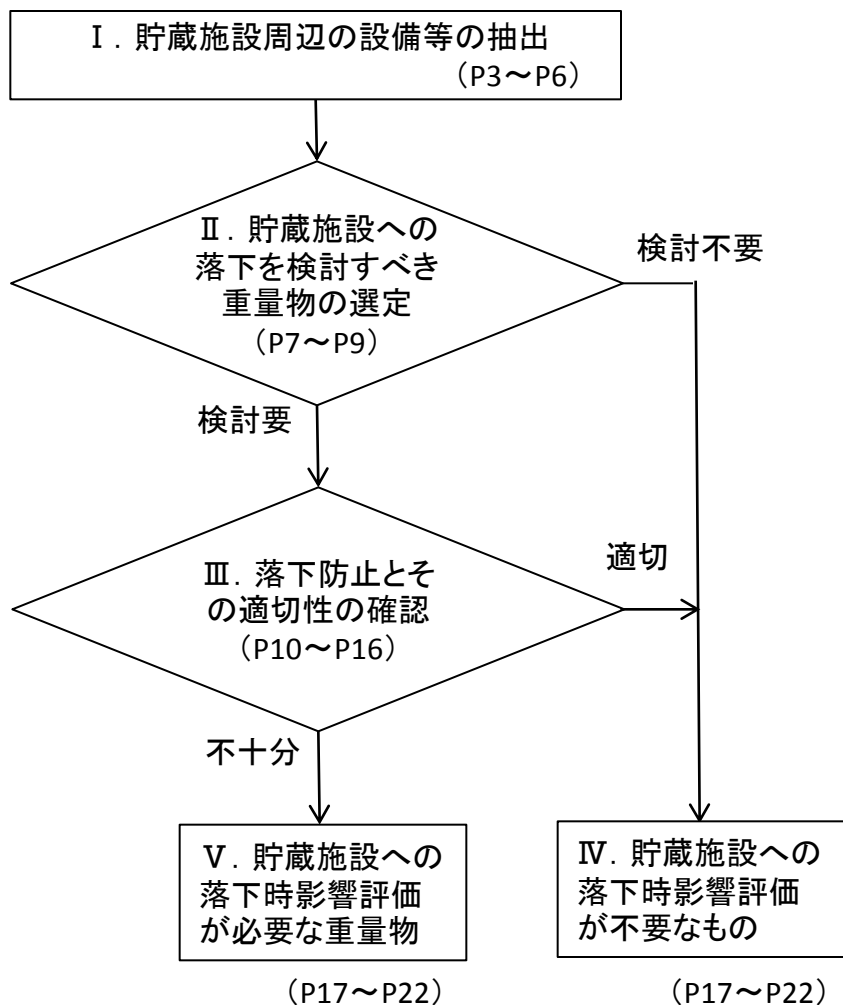 Ⅰ．貯蔵施設周辺の設備等の抽出
（P3～P6）
Ⅱ．貯蔵施設への
落下を検討すべき
重量物の選定
（P7～P9）
検討不要
検討要
Ⅲ．落下防止とそ
の適切性の確認
（P10～P16）
適切
不十分
Ⅴ．貯蔵施設への
落下時影響評価
が必要な重量物
（P17～P22）
Ⅳ．貯蔵施設への
落下時影響評価
が不要なもの
（P17～P22）